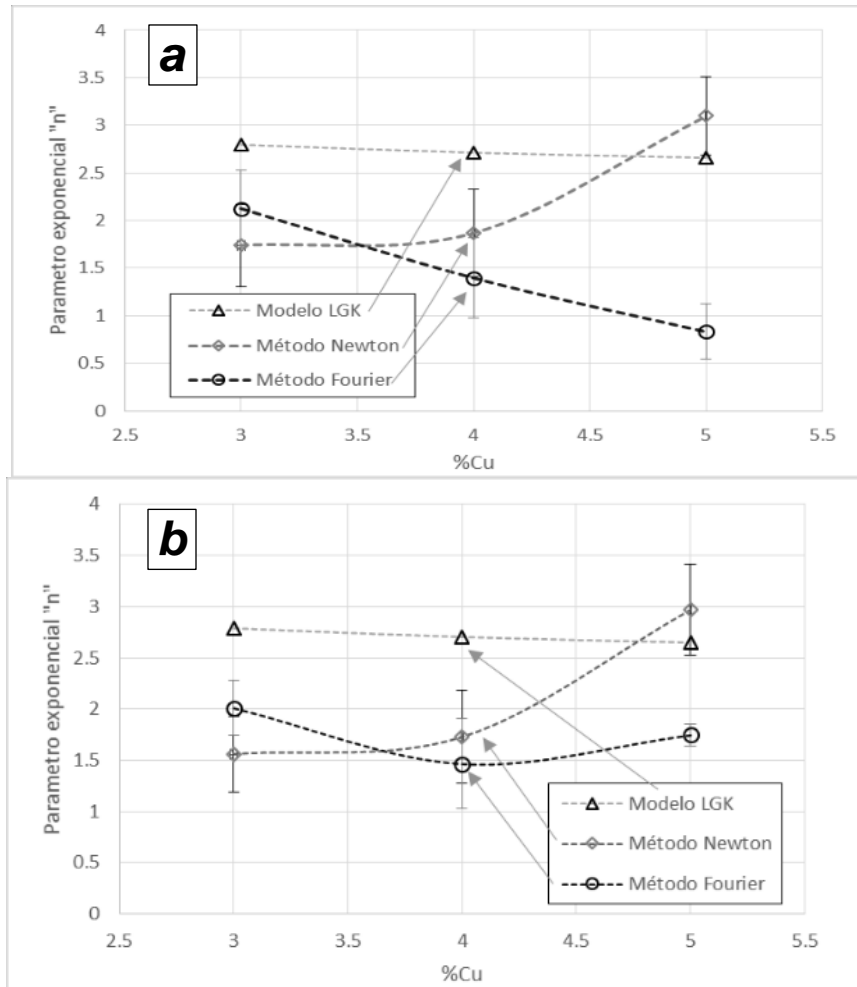 a
4
3.5
3
2.5
2
1.5
1
0.5
0
Parametro exponencial "n"
Modelo LGK
Método Newton
Método Fourier
2.5 3 3.5 4 4.5 5 5.5
%Cu
b
4
3.5
3
2.5
2
1.5
1
0.5
0
Parametro exponencial "n"
Modelo LGK
Método Newton
Método Fourier
2.5 3 3.5 4 4.5 5 5.5
%Cu